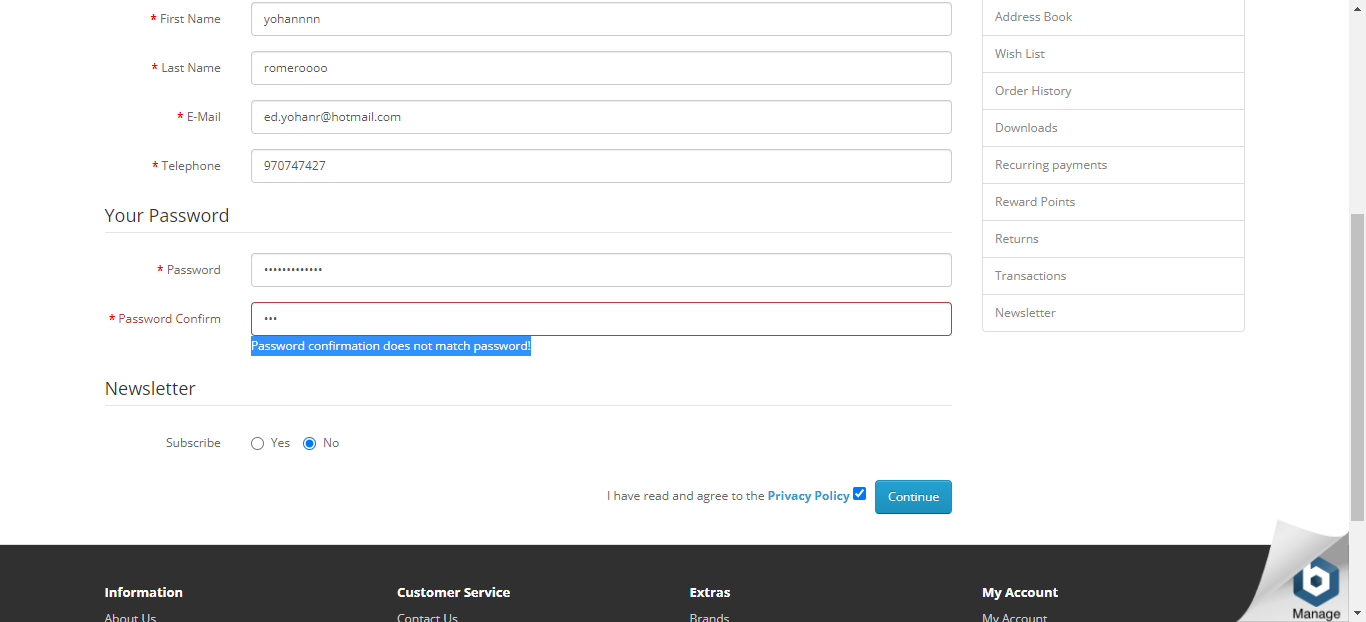 * First Name
yohannnn
* Last Name
romeroooo
* E-Mail
ed.yohanr@hotmail.com
* Telephone
970747427
Your Password
* Password
•••••••••••••
* Password Confirm
•••
Password confirmation does not match password!
Newsletter
Subscribe
Yes
No
I have read and agree to the Privacy Policy
Continue
Address Book
Wish List
Order History
Downloads
Recurring payments
Reward Points
Returns
Transactions
Newsletter
Information
About Us
Customer Service
Contact Us
Extras
Brands
My Account
My Account
b
Manage